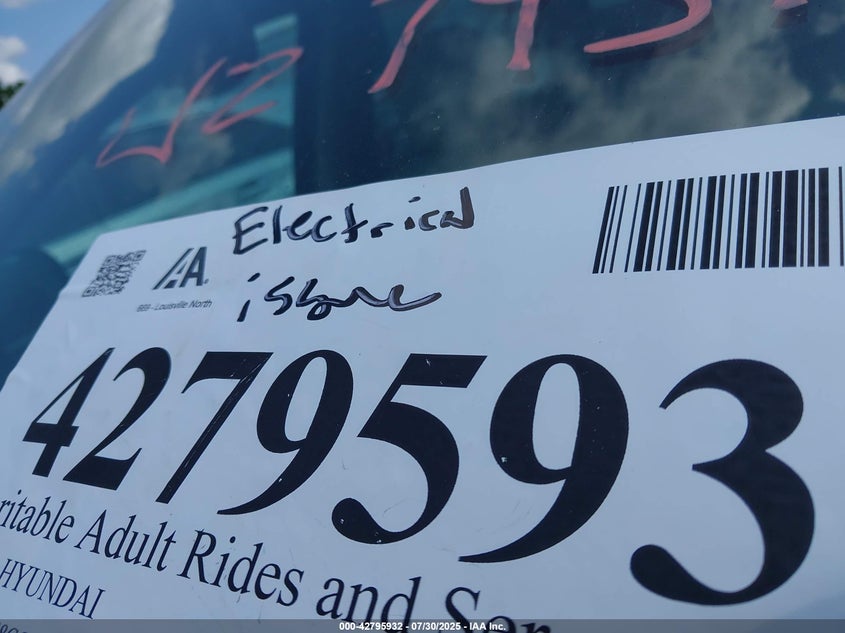 Electrical
issue
IAA
889 - Louisville North
4279593
ritable Adult Rides and Ser
HYUNDAI
000-42795932 - 07/30/2025 - IAA Inc.